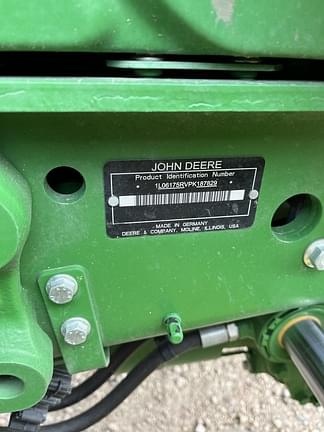 JOHN DEERE
Product Identification Number
1L06175RVPK187829
MADE IN GERMANY
DEERE & COMPANY, MOLINE, ILLINOIS, USA